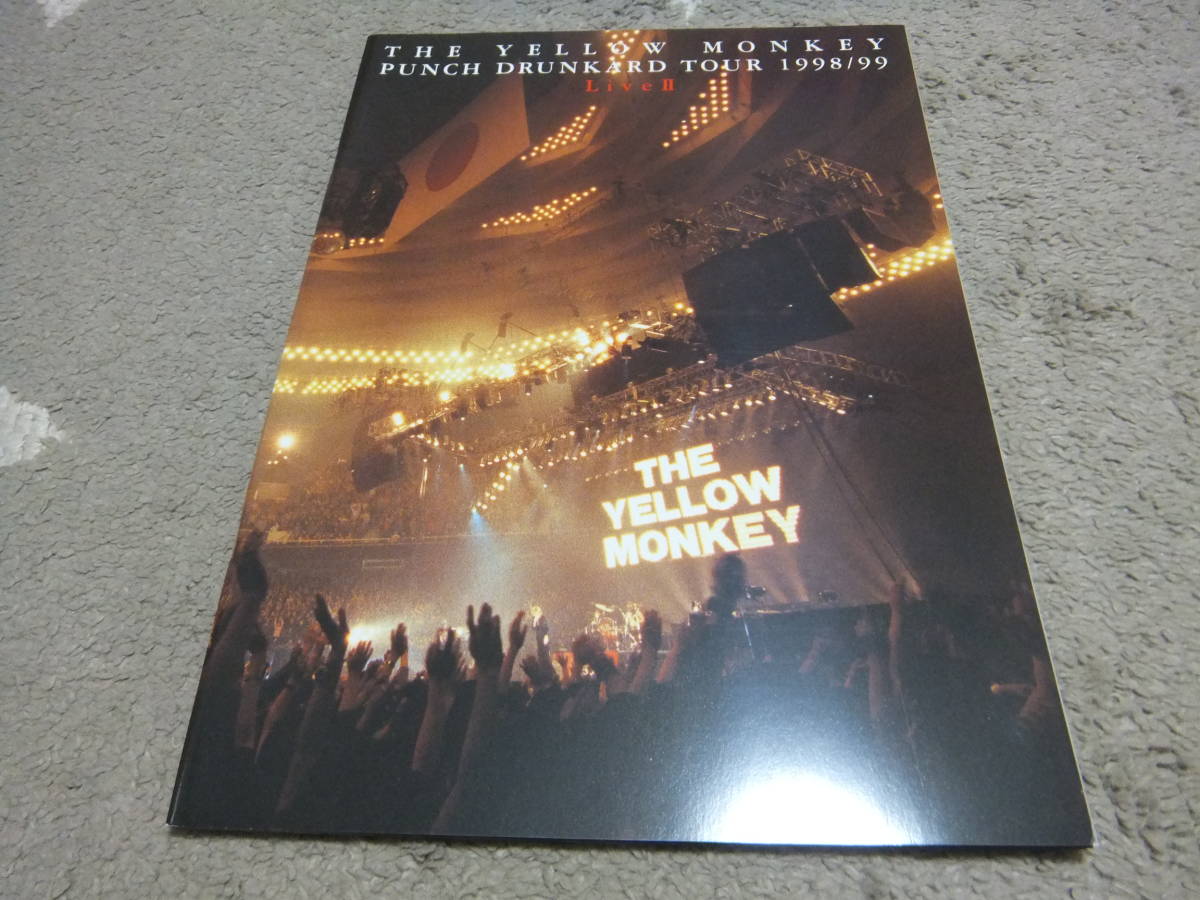 THE YELLOW MONKEY
PUNCH DRUNKARD TOUR 1998/99
Live Ⅱ
THE
YELLOW
MONKEY